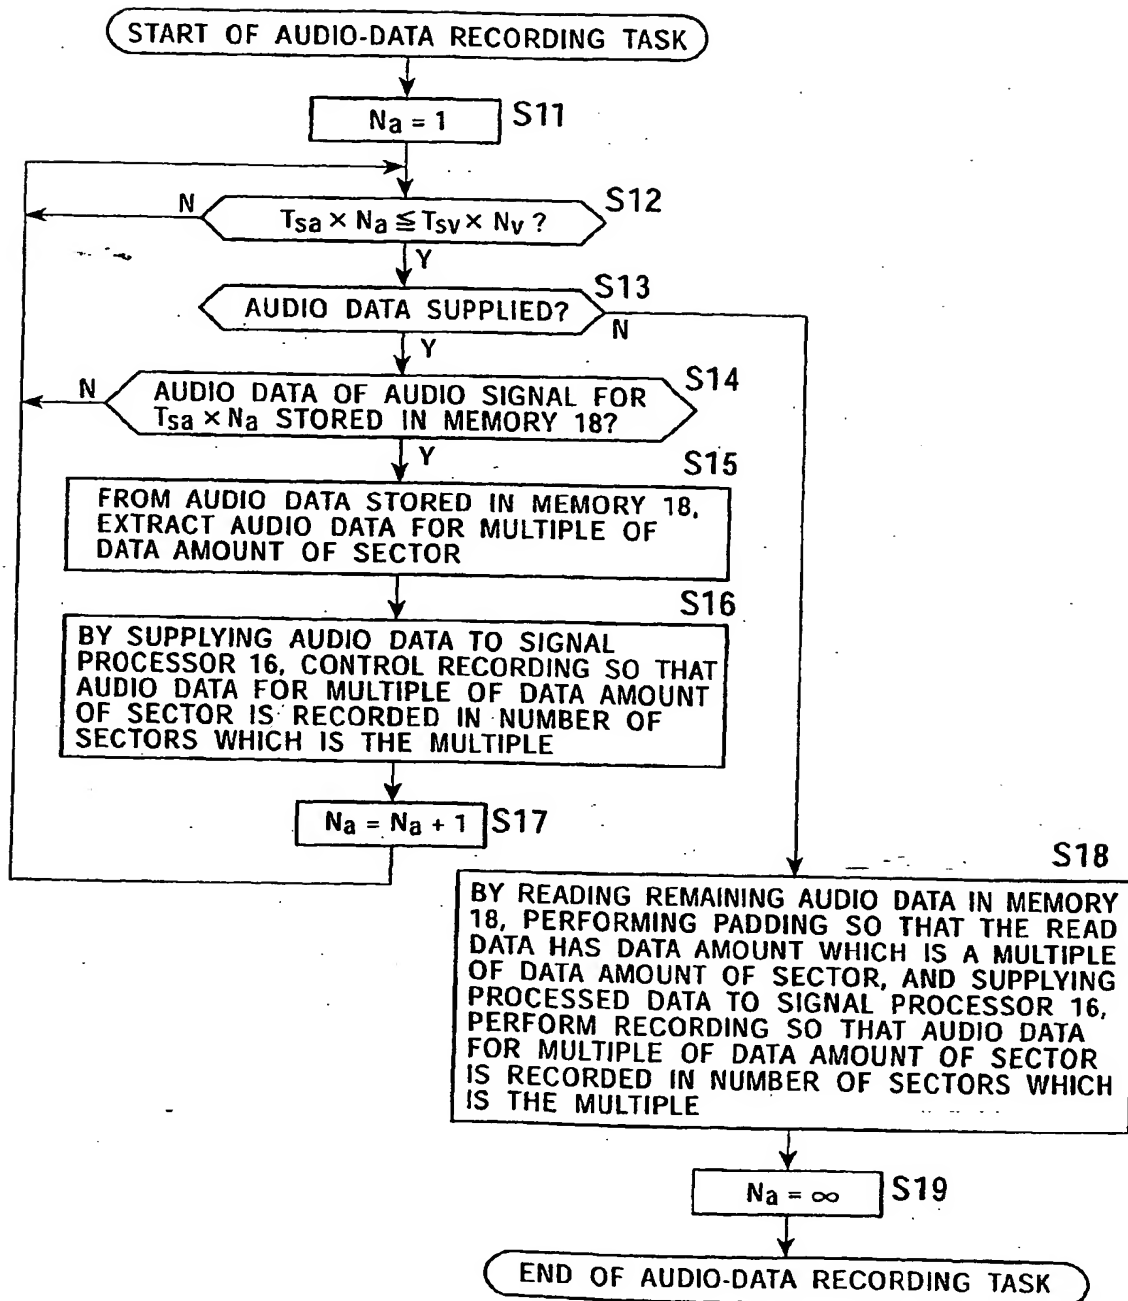 START OF AUDIO-DATA RECORDING TASK
Na = 1
S11
N
Tsa × Na ≦ Tsv × Nv ?
S12
Y
AUDIO DATA SUPPLIED?
S13
N
Y
N
AUDIO DATA OF AUDIO SIGNAL FOR
Tsa × Na STORED IN MEMORY 18?
S14
Y
S15
FROM AUDIO DATA STORED IN MEMORY 18,
EXTRACT AUDIO DATA FOR MULTIPLE OF
DATA AMOUNT OF SECTOR
S16
BY SUPPLYING AUDIO DATA TO SIGNAL
PROCESSOR 16, CONTROL RECORDING SO THAT
AUDIO DATA FOR MULTIPLE OF DATA AMOUNT
OF SECTOR IS RECORDED IN NUMBER OF
SECTORS WHICH IS THE MULTIPLE
Na = Na + 1
S17
S18
BY READING REMAINING AUDIO DATA IN MEMORY
18, PERFORMING PADDING SO THAT THE READ
DATA HAS DATA AMOUNT WHICH IS A MULTIPLE
OF DATA AMOUNT OF SECTOR, AND SUPPLYING
PROCESSED DATA TO SIGNAL PROCESSOR 16,
PERFORM RECORDING SO THAT AUDIO DATA
FOR MULTIPLE OF DATA AMOUNT OF SECTOR
IS RECORDED IN NUMBER OF SECTORS WHICH
IS THE MULTIPLE
Na = ∞
S19
END OF AUDIO-DATA RECORDING TASK